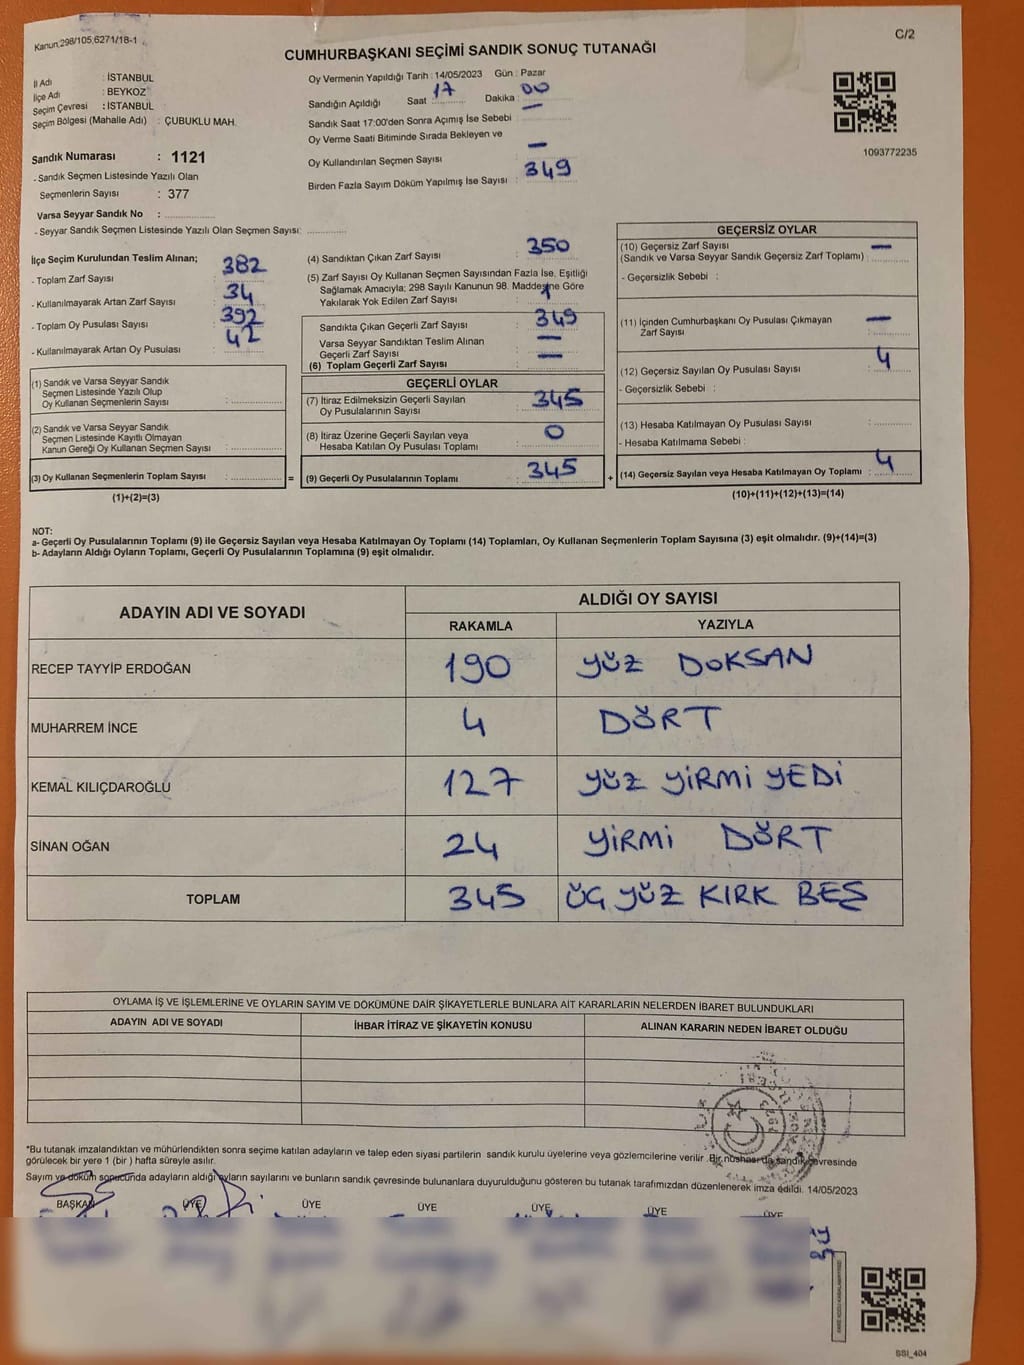 Kanun,298/105,6271/18-1
C/2
CUMHURBAŞKANI SEÇİMİ SANDIK SONUÇ TUTANAĞI
İl Adı : İSTANBUL
İlçe Adı : BEYKOZ
Seçim Çevresi : İSTANBUL
Seçim Bölgesi (Mahalle Adı) : ÇUBUKLU MAH.
Sandık Numarası : 1121
- Sandık Seçmen Listesinde Yazılı Olan
Seçmenlerin Sayısı : 377
Varsa Seyyar Sandık No :
- Seyyar Sandık Seçmen Listesinde Yazılı Olan Seçmen Sayısı:
Oy Vermenin Yapıldığı Tarih : 14/05/2023 Gün : Pazar
Sandığın Açıldığı Saat : 17 Dakika : 00
Sandık Saat 17:00'den Sonra Açımış İse Sebebi : —
Oy Verme Saati Bitiminde Sırada Bekleyen ve
Oy Kullandırılan Seçmen Sayısı : —
Birden Fazla Sayım Döküm Yapılmış İse Sayısı : 349
1093772235
İlçe Seçim Kurulundan Teslim Alınan;
- Toplam Zarf Sayısı : 382
- Kullanılmayarak Artan Zarf Sayısı : 34
- Toplam Oy Pusulası Sayısı : 392
- Kullanılmayarak Artan Oy Pusulası : 42
(4) Sandıktan Çıkan Zarf Sayısı : 350
(5) Zarf Sayısı Oy Kullanan Seçmen Sayısından Fazla İse, Eşitliği
Sağlamak Amacıyla; 298 Sayılı Kanunun 98. Maddesine Göre
Yakılarak Yok Edilen Zarf Sayısı : 1
Sandıkta Çıkan Geçerli Zarf Sayısı : 349
Varsa Seyyar Sandıktan Teslim Alınan
Geçerli Zarf Sayısı : —
(6) Toplam Geçerli Zarf Sayısı : —
GEÇERSİZ OYLAR
(10) Geçersiz Zarf Sayısı : —
(Sandık ve Varsa Seyyar Sandık Geçersiz Zarf Toplamı)
- Geçersizlik Sebebi :
(11) İçinden Cumhurbaşkanı Oy Pusulası Çıkmayan
Zarf Sayısı : —
(12) Geçersiz Sayılan Oy Pusulası Sayısı : 4
- Geçersizlik Sebebi :
(13) Hesaba Katılmayan Oy Pusulası Sayısı :
- Hesaba Katılmama Sebebi :
(14) Geçersiz Sayılan veya Hesaba Katılmayan Oy Toplamı : 4
(10)+(11)+(12)+(13)=(14)
(1) Sandık ve Varsa Seyyar Sandık
Seçmen Listesinde Yazılı Olup
Oy Kullanan Seçmenlerin Sayısı :
(2) Sandık ve Varsa Seyyar Sandık
Seçmen Listesinde Kayıtlı Olmayan
Kanun Gereği Oy Kullanan Seçmen Sayısı :
(3) Oy Kullanan Seçmenlerin Toplam Sayısı : =
(1)+(2)=(3)
GEÇERLİ OYLAR
(7) İtiraz Edilmeksizin Geçerli Sayılan
Oy Pusulalarının Sayısı : 345
(8) İtiraz Üzerine Geçerli Sayılan veya
Hesaba Katılan Oy Pusulası Toplamı : 0
(9) Geçerli Oy Pusulalarının Toplamı : 345 +
NOT:
a- Geçerli Oy Pusulalarının Toplamı (9) ile Geçersiz Sayılan veya Hesaba Katılmayan Oy Toplamı (14) Toplamları, Oy Kullanan Seçmenlerin Toplam Sayısına (3) eşit olmalıdır. (9)+(14)=(3)
b- Adayların Aldığı Oyların Toplamı, Geçerli Oy Pusulalarının Toplamına (9) eşit olmalıdır.
ADAYIN ADI VE SOYADI
ALDIĞI OY SAYISI
RAKAMLA YAZIYLA
RECEP TAYYİP ERDOĞAN 190 YÜZ DOKSAN
MUHARREM İNCE 4 DÖRT
KEMAL KILIÇDAROĞLU 127 YÜZ YİRMİ YEDİ
SİNAN OĞAN 24 YİRMİ DÖRT
TOPLAM 345 ÜÇ YÜZ KIRK BEŞ
OYLAMA İŞ VE İŞLEMLERİNE VE OYLARIN SAYIM VE DÖKÜMÜNE DAİR ŞİKAYETLERLE BUNLARA AİT KARARLARIN NELERDEN İBARET BULUNDUKLARI
ADAYIN ADI VE SOYADI İHBAR İTİRAZ VE ŞİKAYETİN KONUSU ALINAN KARARIN NEDEN İBARET OLDUĞU
*Bu tutanak imzalandıktan ve mühürlendikten sonra seçime katılan adayların ve talep eden siyasi partilerin sandık kurulu üyelerine veya gözlemcilerine verilir. Bir nüshası da sandık çevresinde
görülecek bir yere 1 (bir ) hafta süreyle asılır.
Sayım ve döküm sonucunda adayların aldığı oyların sayılarını ve bunların sandık çevresinde bulunanlara duyurulduğunu gösteren bu tutanak tarafımızdan düzenlenerek imza edildi. 14/05/2023
BAŞKAN ÜYE ÜYE ÜYE ÜYE ÜYE ÜYE
SSI_404